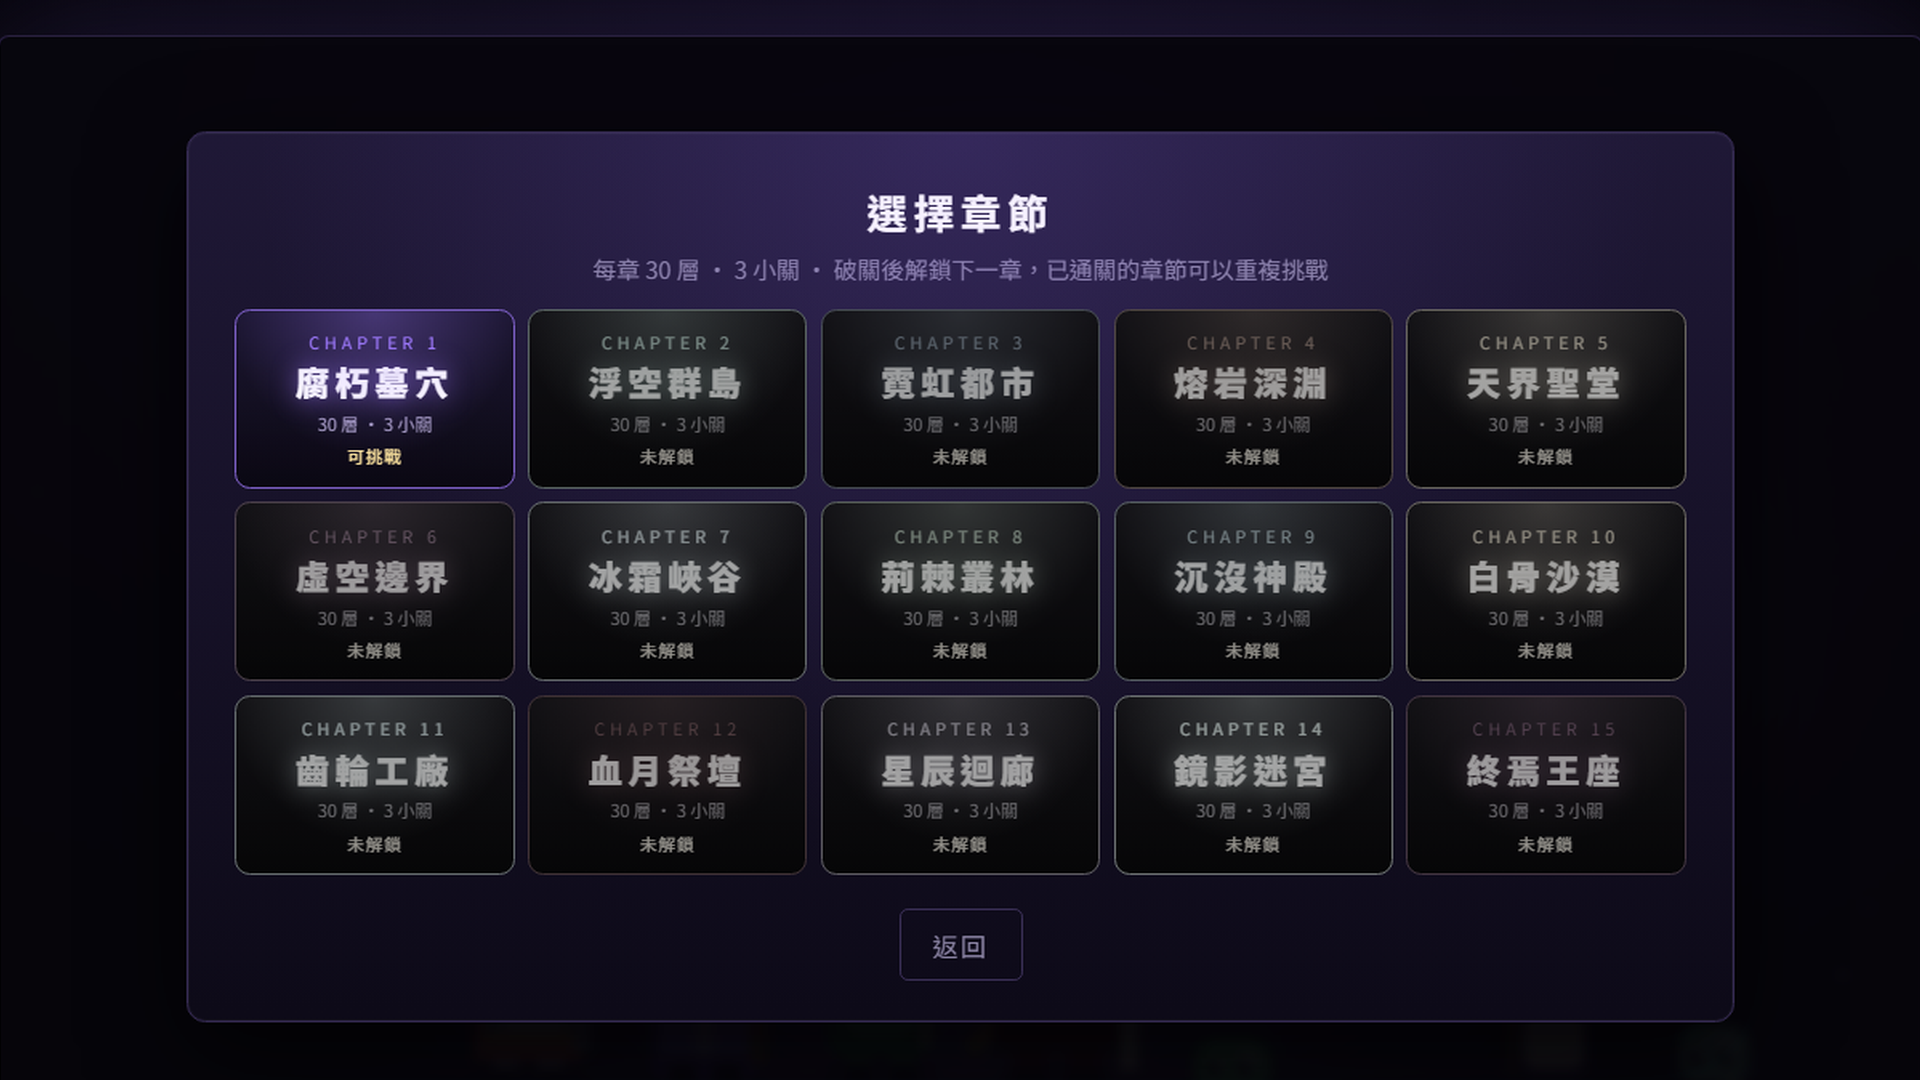 選擇章節
每章 30 層 · 3 小關 · 破關後解鎖下一章，已通關的章節可以重複挑戰
CHAPTER 1
腐朽墓穴
30 層 · 3 小關
可挑戰
CHAPTER 2
浮空群島
30 層 · 3 小關
未解鎖
CHAPTER 3
霓虹都市
30 層 · 3 小關
未解鎖
CHAPTER 4
熔岩深淵
30 層 · 3 小關
未解鎖
CHAPTER 5
天界聖堂
30 層 · 3 小關
未解鎖
CHAPTER 6
虛空邊界
30 層 · 3 小關
未解鎖
CHAPTER 7
冰霜峽谷
30 層 · 3 小關
未解鎖
CHAPTER 8
荊棘叢林
30 層 · 3 小關
未解鎖
CHAPTER 9
沉沒神殿
30 層 · 3 小關
未解鎖
CHAPTER 10
白骨沙漠
30 層 · 3 小關
未解鎖
CHAPTER 11
齒輪工廠
30 層 · 3 小關
未解鎖
CHAPTER 12
血月祭壇
30 層 · 3 小關
未解鎖
CHAPTER 13
星辰迴廊
30 層 · 3 小關
未解鎖
CHAPTER 14
鏡影迷宮
30 層 · 3 小關
未解鎖
CHAPTER 15
終焉王座
30 層 · 3 小關
未解鎖
返回